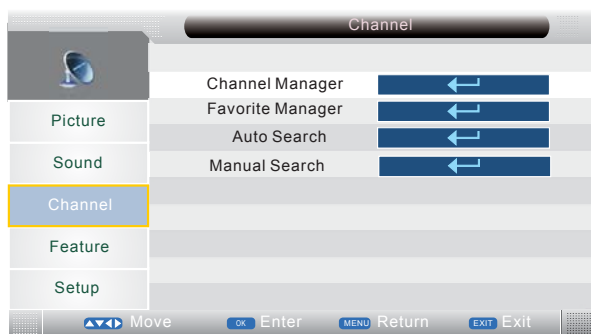 Channel
Channel Manager
Favorite Manager
Auto Search
Manual Search
Picture
Sound
Channel
Feature
Setup
Move OK Enter MENU Return EXIT Exit